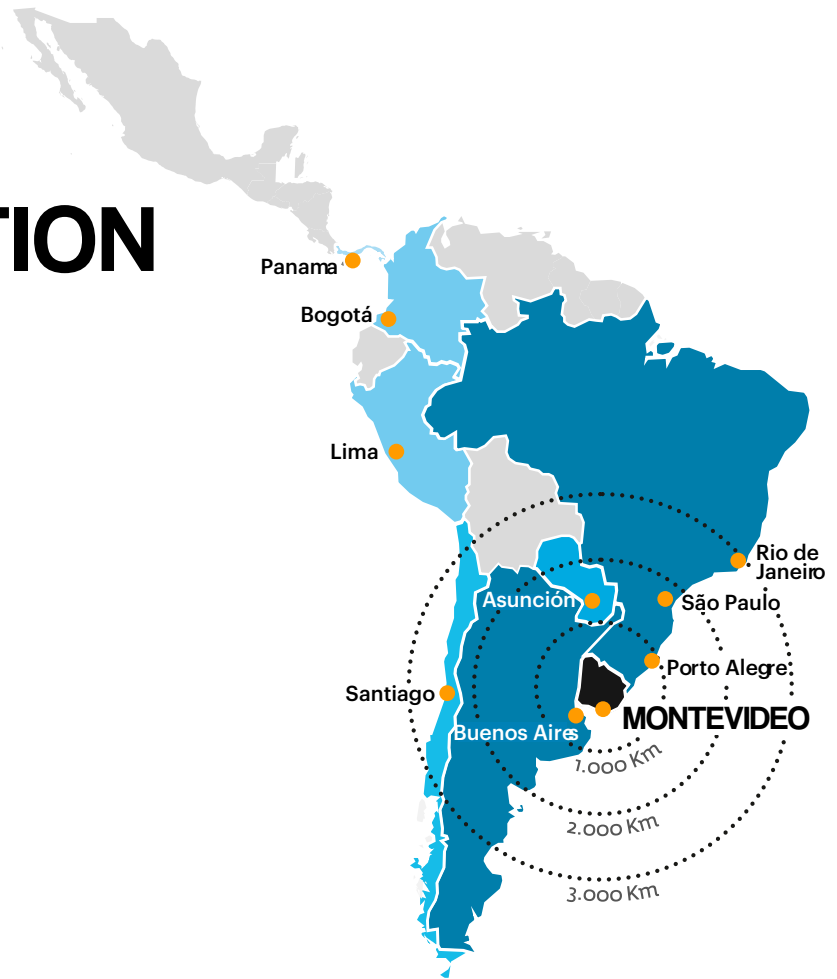 TION
Panama
Bogotá
Lima
Rio de
Janeiro
Asunción
São Paulo
Porto Alegre
Santiago
MONTEVIDEO
Buenos Aires
1.000 Km
2.000 Km
3.000 Km